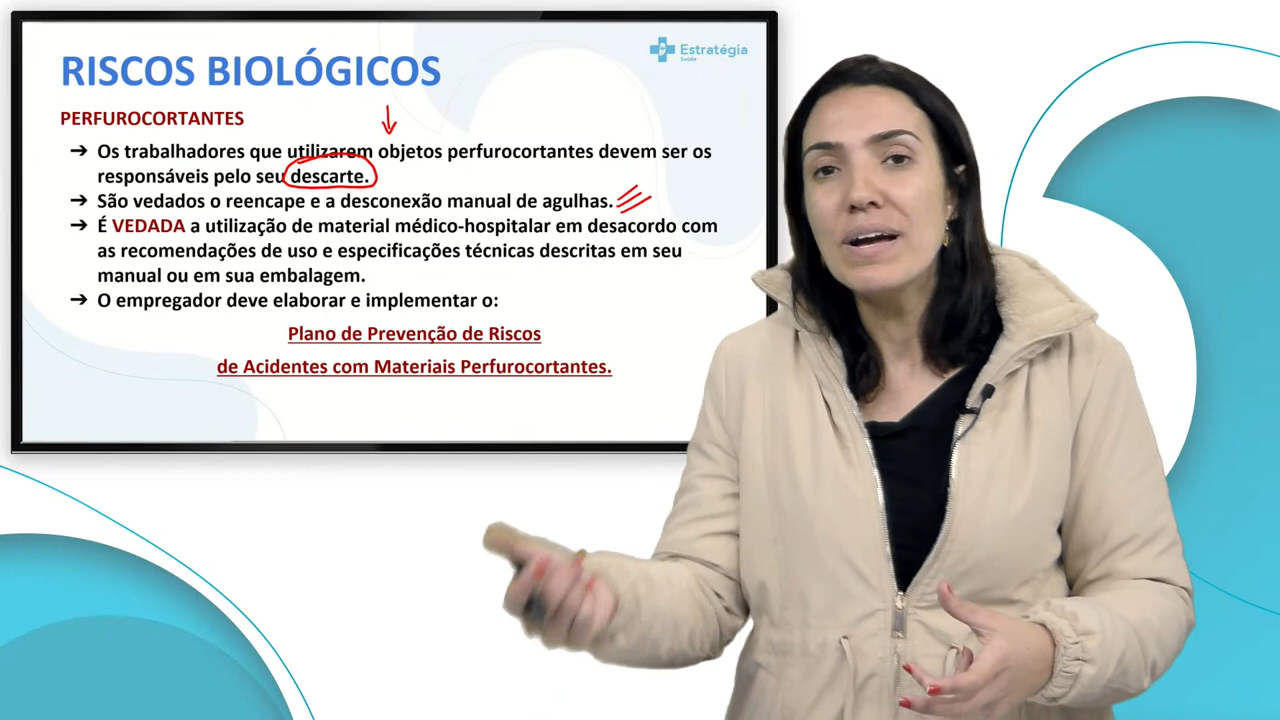 RISCOS BIOLÓGICOS
Estratégia
Saúde
PERFUROCORTANTES
➔ Os trabalhadores que utilizarem objetos perfurocortantes devem ser os
responsáveis pelo seu descarte.
➔ São vedados o reencape e a desconexão manual de agulhas.
➔ É VEDADA a utilização de material médico-hospitalar em desacordo com
as recomendações de uso e especificações técnicas descritas em seu
manual ou em sua embalagem.
➔ O empregador deve elaborar e implementar o:
Plano de Prevenção de Riscos
de Acidentes com Materiais Perfurocortantes.